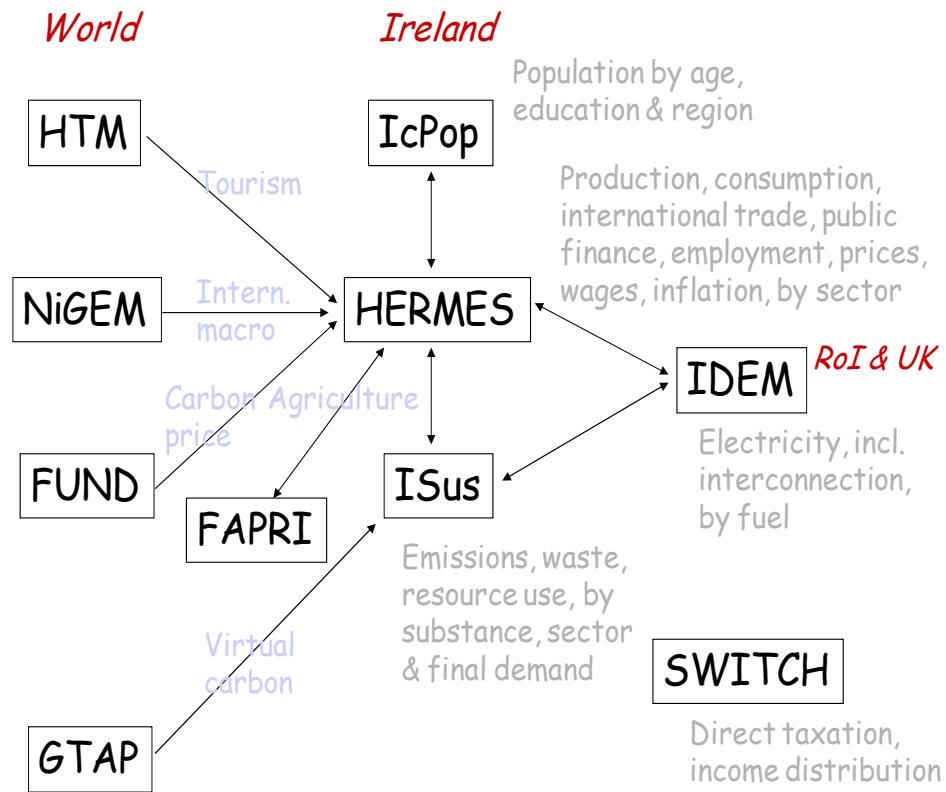 World
Ireland
Population by age,
education & region
HTM
IcPop
Tourism
Production, consumption,
international trade, public
finance, employment, prices,
wages, inflation, by sector
NiGEM
Intern.
macro
HERMES
IDEM
RoI & UK
Carbon
price
Agriculture
Electricity, incl.
interconnection,
by fuel
FUND
FAPRI
ISus
Emissions, waste,
resource use, by
substance, sector
& final demand
Virtual
carbon
SWITCH
Direct taxation,
income distribution
GTAP